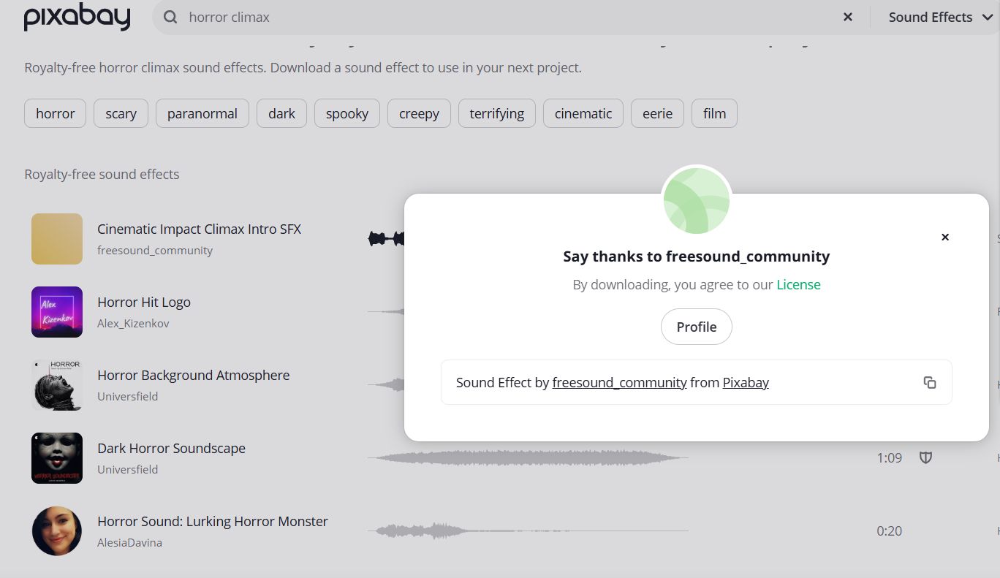 pixabay
horror climax
Sound Effects
Royalty-free horror climax sound effects. Download a sound effect to use in your next project.
horror
scary
paranormal
dark
spooky
creepy
terrifying
cinematic
eerie
film
Royalty-free sound effects
Cinematic Impact Climax Intro SFX
freesound_community
Horror Hit Logo
Alex_Kizenkov
Alex
Kizenkov
HORROR
Horror Background Atmosphere
Universfield
Dark Horror Soundscape
Universfield
HORROR SOUNDSCAPE
1:09
Horror Sound: Lurking Horror Monster
AlesiaDavina
0:20
Say thanks to freesound_community
By downloading, you agree to our License
Profile
Sound Effect by freesound_community from Pixabay